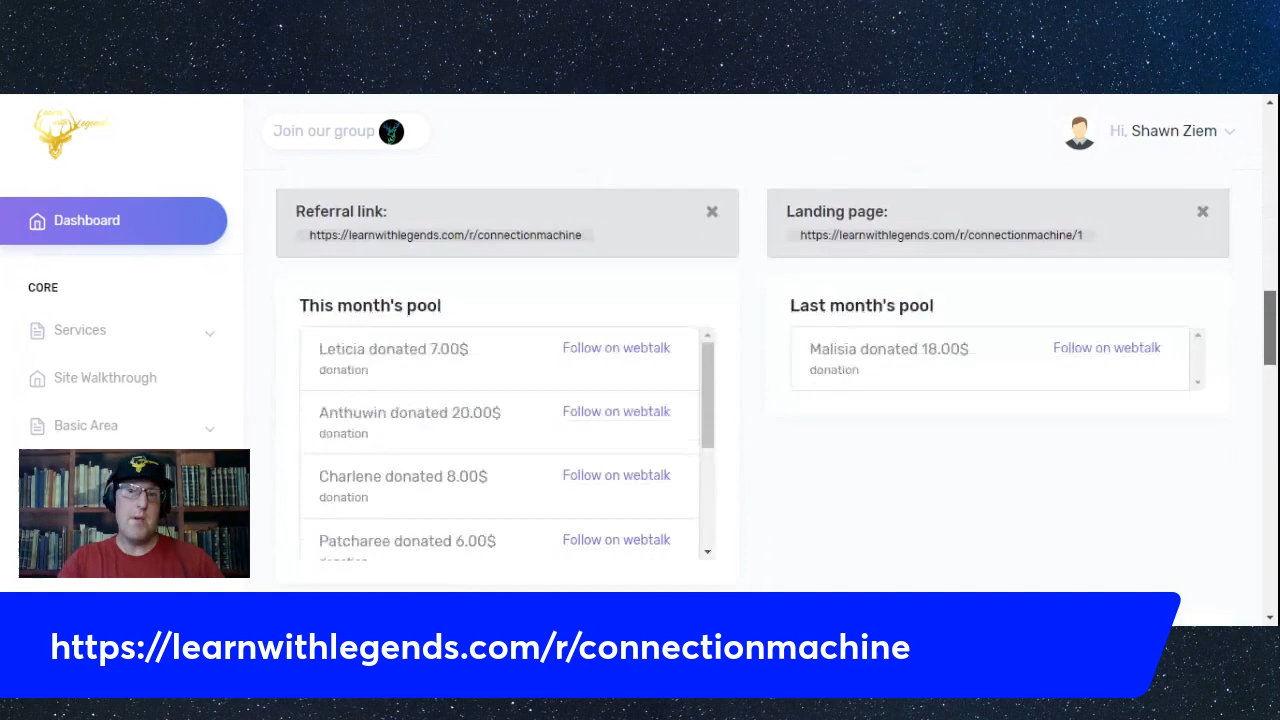 Legends
Join our group
Hi, Shawn Ziem
Dashboard
Referral link:
https://learnwithlegends.com/r/connectionmachine
Landing page:
https://learnwithlegends.com/r/connectionmachine/1
CORE
Services
Site Walkthrough
Basic Area
This month's pool
Leticia donated 7.00$
Follow on webtalk
donation
Anthuwin donated 20.00$
Follow on webtalk
donation
Charlene donated 8.00$
Follow on webtalk
donation
Patcharee donated 6.00$
Follow on webtalk
Last month's pool
Malisia donated 18.00$
Follow on webtalk
donation
https://learnwithlegends.com/r/connectionmachine